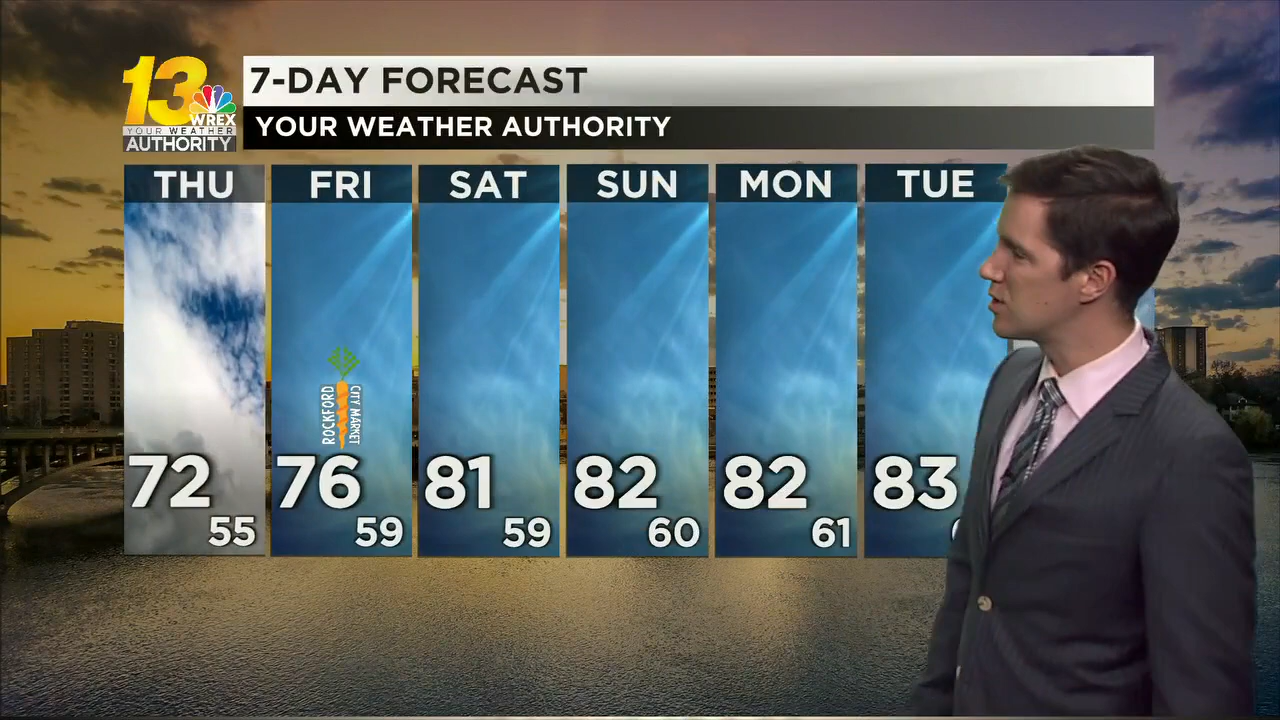 13
WREX
YOUR WEATHER
AUTHORITY
7-DAY FORECAST
YOUR WEATHER AUTHORITY
THU FRI SAT SUN MON TUE
ROCKFORD
CITY MARKET
72 76 81 82 82 83
55 59 59 60 61